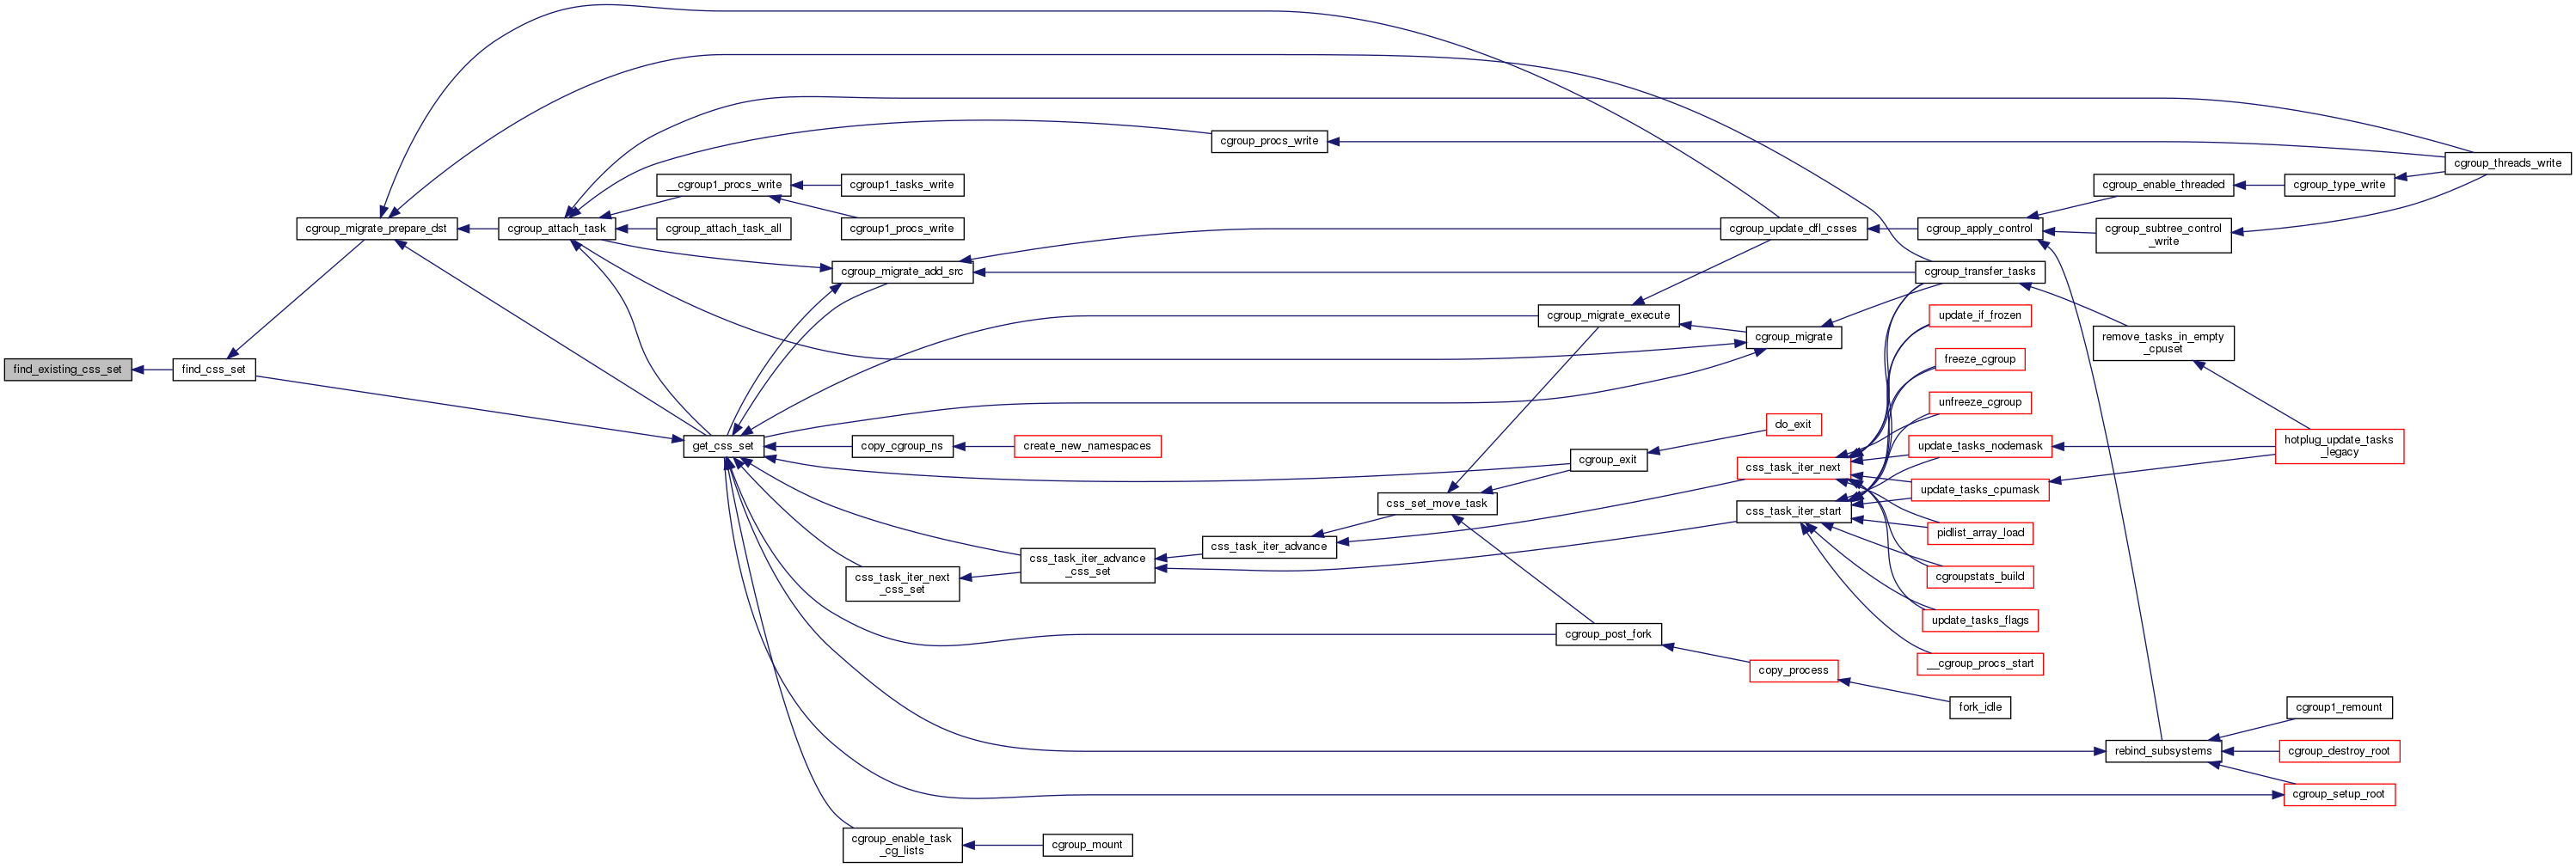 find_existing_css_set
find_css_set
cgroup_migrate_prepare_dst
cgroup_attach_task
get_css_set
__cgroup1_procs_write
cgroup_attach_task_all
cgroup1_tasks_write
cgroup1_procs_write
cgroup_migrate_add_src
copy_cgroup_ns
create_new_namespaces
css_task_iter_next
_css_set
cgroup_enable_task
_cg_lists
cgroup_mount
css_task_iter_advance
_css_set
css_task_iter_advance
cgroup_procs_write
cgroup_migrate_execute
cgroup_migrate
css_set_move_task
cgroup_exit
do_exit
cgroup_post_fork
copy_process
fork_idle
cgroup_update_dfl_csses
css_task_iter_next
css_task_iter_start
cgroup_apply_control
cgroup_transfer_tasks
update_if_frozen
freeze_cgroup
unfreeze_cgroup
update_tasks_nodemask
update_tasks_cpumask
pidlist_array_load
cgroupstats_build
update_tasks_flags
__cgroup_procs_start
cgroup_enable_threaded
cgroup_type_write
cgroup_subtree_control
_write
cgroup_threads_write
remove_tasks_in_empty
_cpuset
hotplug_update_tasks
_legacy
rebind_subsystems
cgroup1_remount
cgroup_destroy_root
cgroup_setup_root